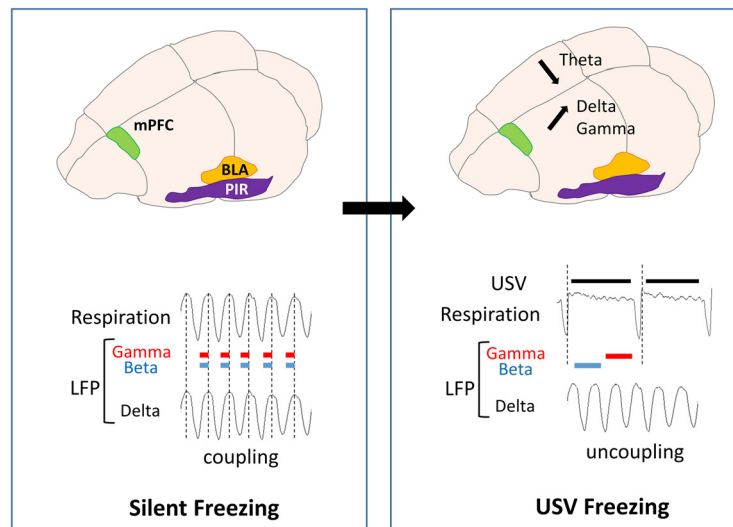 mPFC
BLA
PIR
Respiration
Gamma
Beta
LFP
Delta
coupling
Silent Freezing
Theta
Delta
Gamma
USV
Respiration
Gamma
Beta
LFP
Delta
uncoupling
USV Freezing